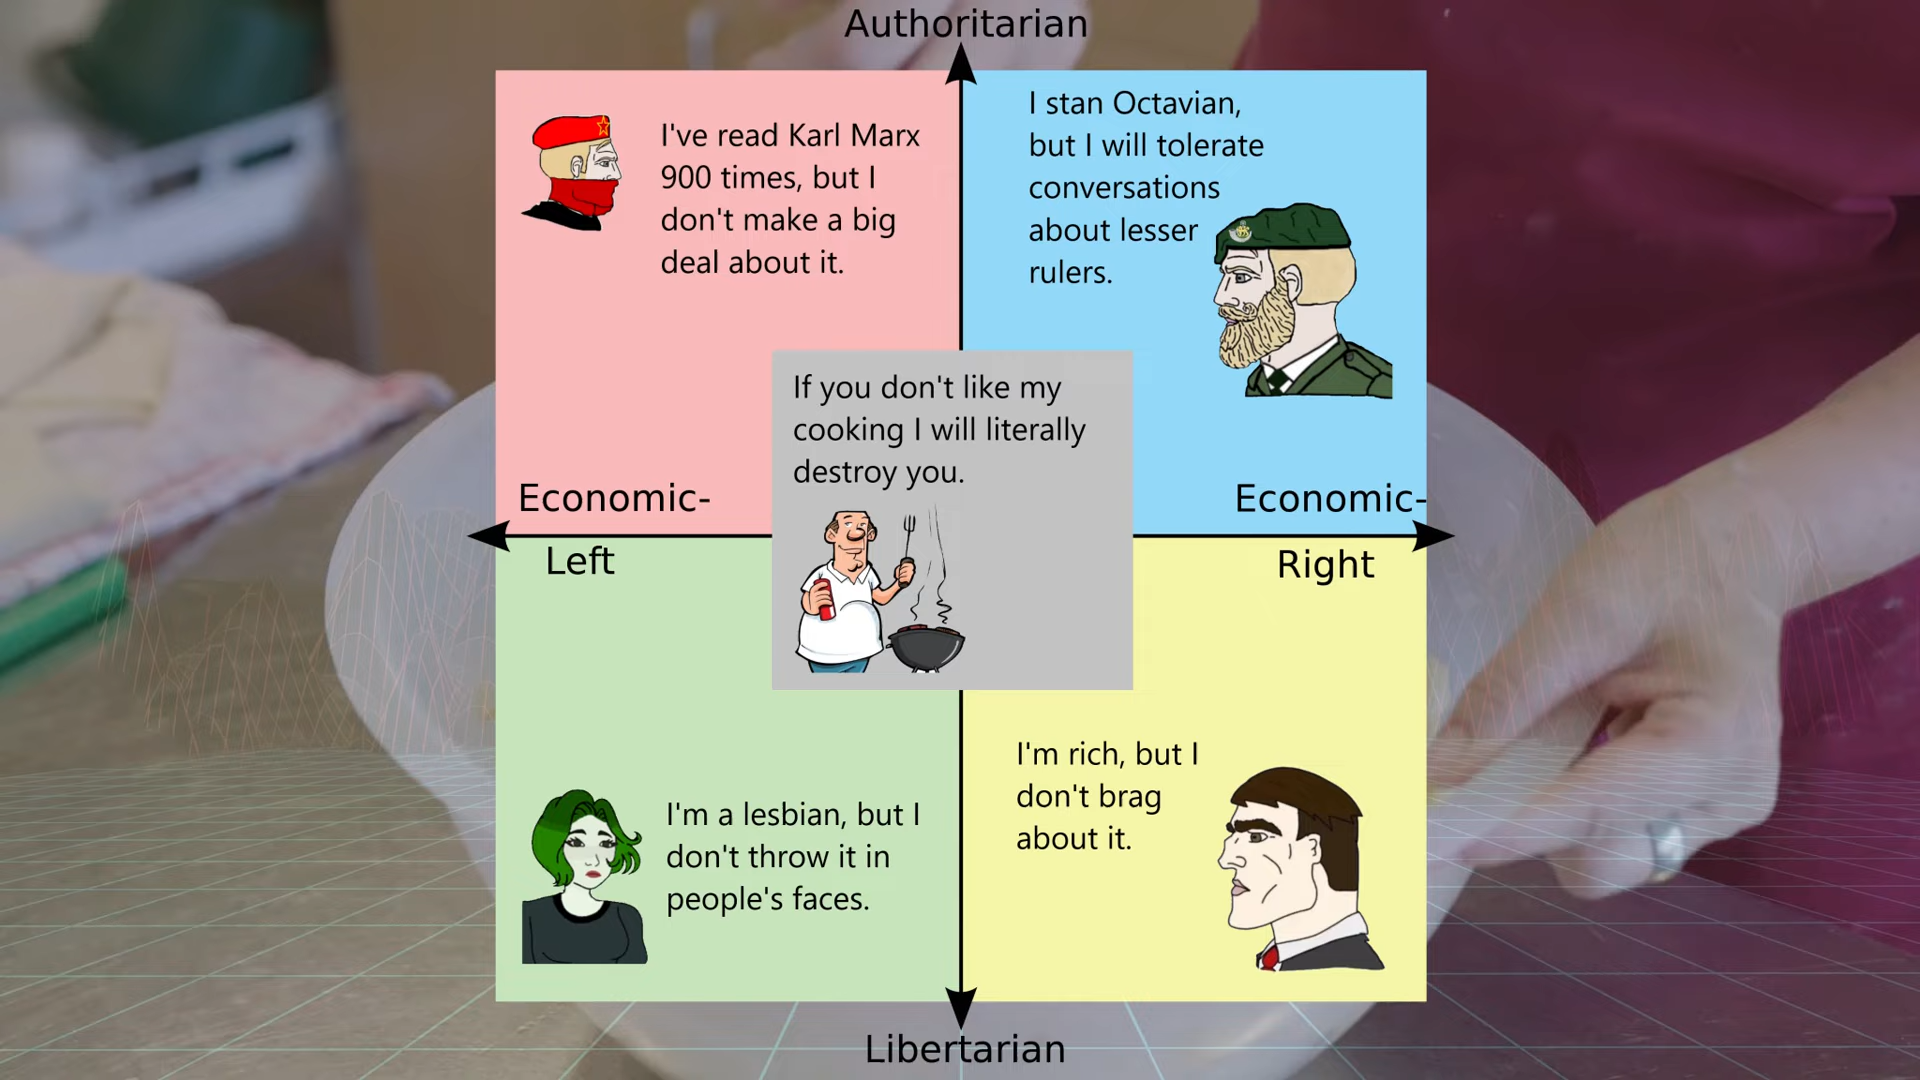 Authoritarian
I've read Karl Marx
900 times, but I
don't make a big
deal about it.
I stan Octavian,
but I will tolerate
conversations
about lesser
rulers.
If you don't like my
cooking I will literally
destroy you.
Economic-
Left
Economic-
Right
I'm a lesbian, but I
don't throw it in
people's faces.
I'm rich, but I
don't brag
about it.
Libertarian